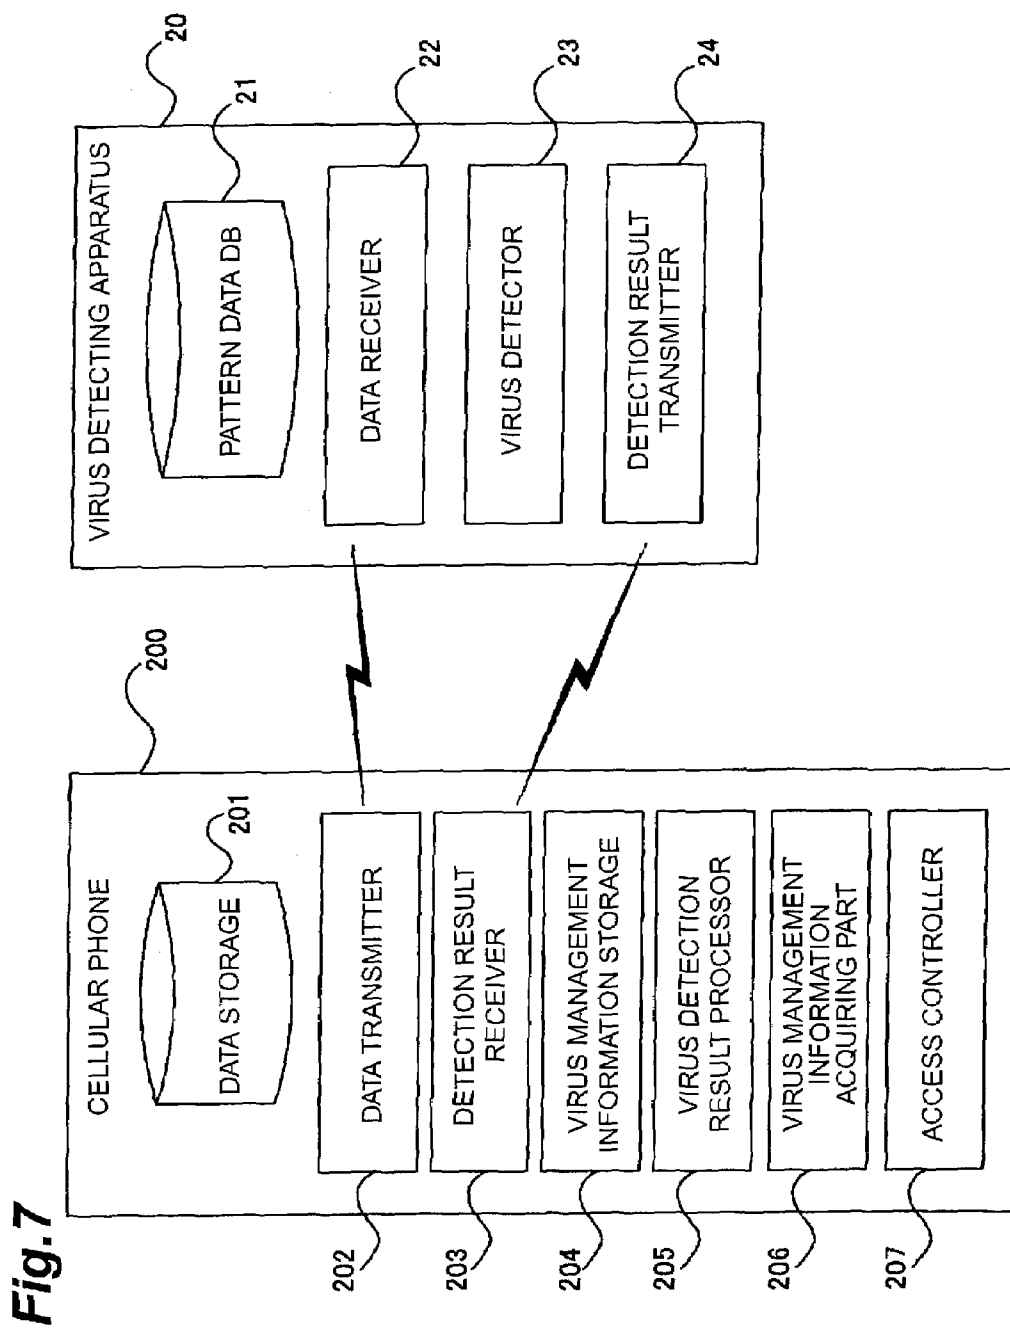 Fig.7
CELLULAR PHONE
200
DATA STORAGE
201
202
DATA TRANSMITTER
203
DETECTION RESULT
RECEIVER
204
VIRUS MANAGEMENT
INFORMATION STORAGE
205
VIRUS DETECTION
RESULT PROCESSOR
206
VIRUS MANAGEMENT
INFORMATION
ACQUIRING PART
207
ACCESS CONTROLLER
VIRUS DETECTING APPARATUS
20
PATTERN DATA DB
21
DATA RECEIVER
22
VIRUS DETECTOR
23
DETECTION RESULT
TRANSMITTER
24